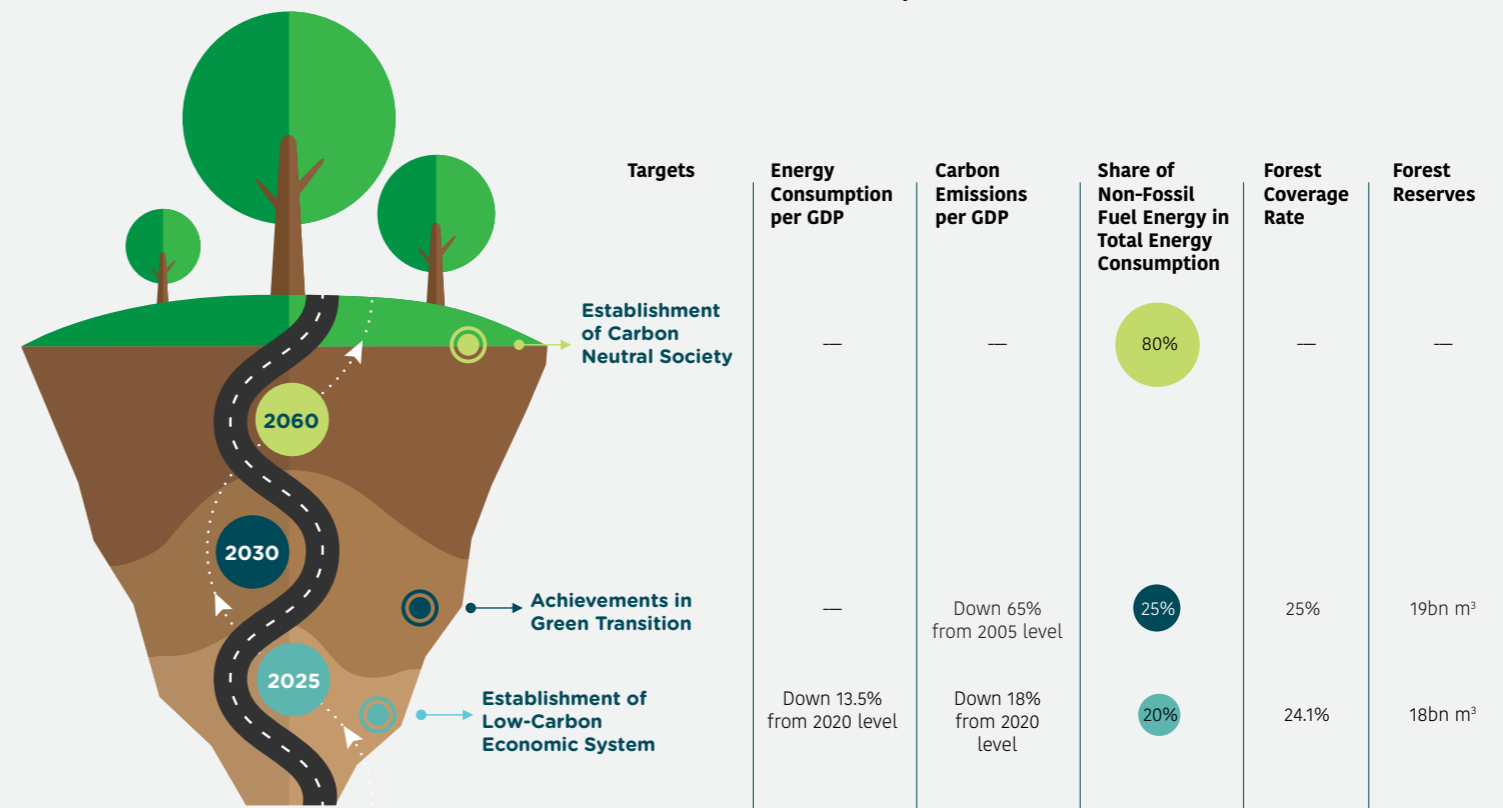 Targets
Energy
Consumption
per GDP
Carbon
Emissions
per GDP
Share of
Non-Fossil
Fuel Energy in
Total Energy
Consumption
Forest
Coverage
Rate
Forest
Reserves
2060
Establishment
of Carbon
Neutral Society
—
—
80%
—
—
2030
Achievements in
Green Transition
—
Down 65%
from 2005 level
25%
25%
19bn m³
2025
Establishment of
Low-Carbon
Economic System
Down 13.5%
from 2020 level
Down 18%
from 2020
level
20%
24.1%
18bn m³